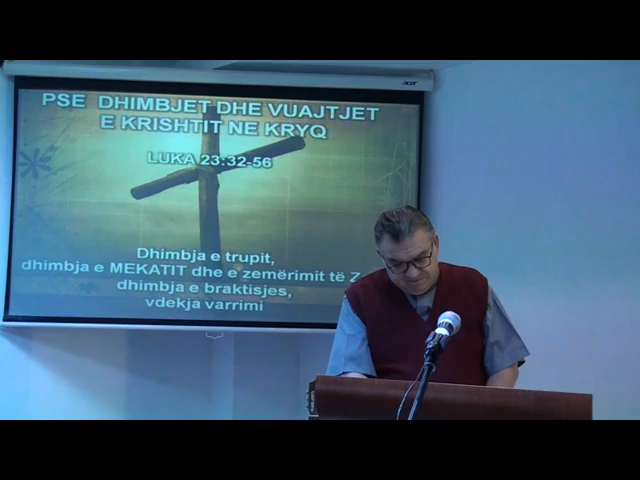 acer
PSE DHIMBJET DHE VUAJTJET
E KRISHTIT NE KRYQ
LUKA 23:32-56
Dhimbja e trupit,
dhimbja e MEKATIT dhe e zemërimit të
dhimbja e braktisjes,
vdekja varrimi